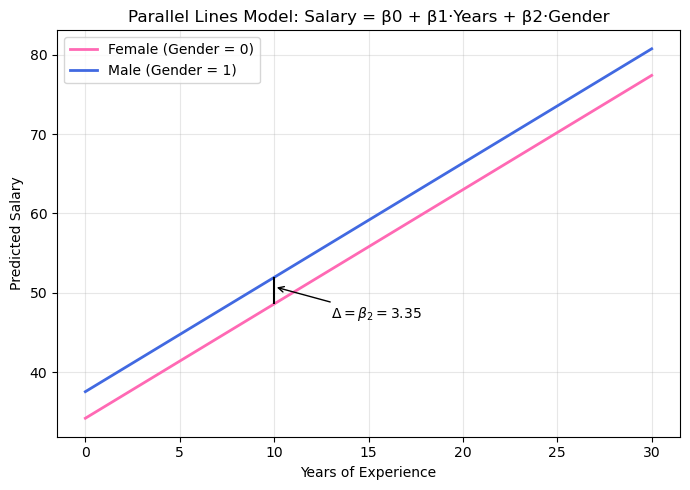 Parallel Lines Model: Salary = β0 + β1·Years + β2·Gender
Female (Gender = 0)
Male (Gender = 1)
Predicted Salary
80
70
60
50
40
Δ = β₂ = 3.35
0 5 10 15 20 25 30
Years of Experience